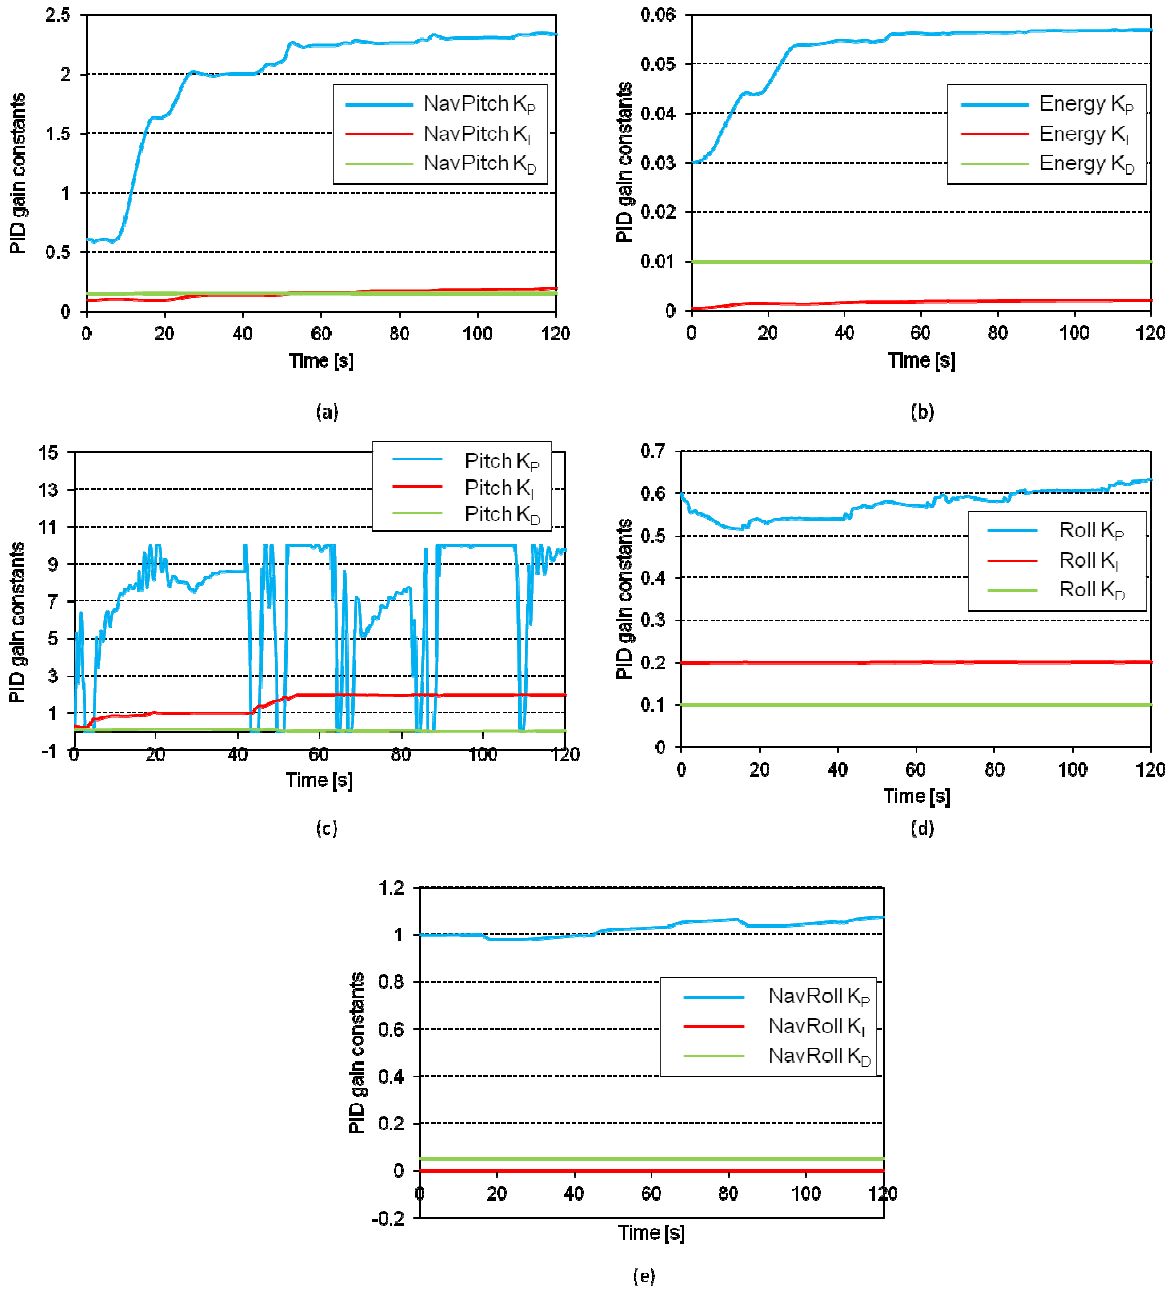 PID gain constants
2.5
2
1.5
1
0.5
0
0 20 40 60 80 100 120
Time [s]
NavPitch KP
NavPitch KI
NavPitch KD
(a)
PID gain constants
0.06
0.05
0.04
0.03
0.02
0.01
0
0 20 40 60 80 100 120
Time [s]
Energy KP
Energy KI
Energy KD
(b)
PID gain constants
15
13
11
9
7
5
3
1
-1
0 20 40 60 80 100 120
Time [s]
Pitch KP
Pitch KI
Pitch KD
(c)
PID gain constants
0.7
0.6
0.5
0.4
0.3
0.2
0.1
0
0 20 40 60 80 100 120
Time [s]
Roll KP
Roll KI
Roll KD
(d)
PID gain constants
1.2
1
0.8
0.6
0.4
0.2
0
-0.2
0 20 40 60 80 100 120
Time [s]
NavRoll KP
NavRoll KI
NavRoll KD
(e)